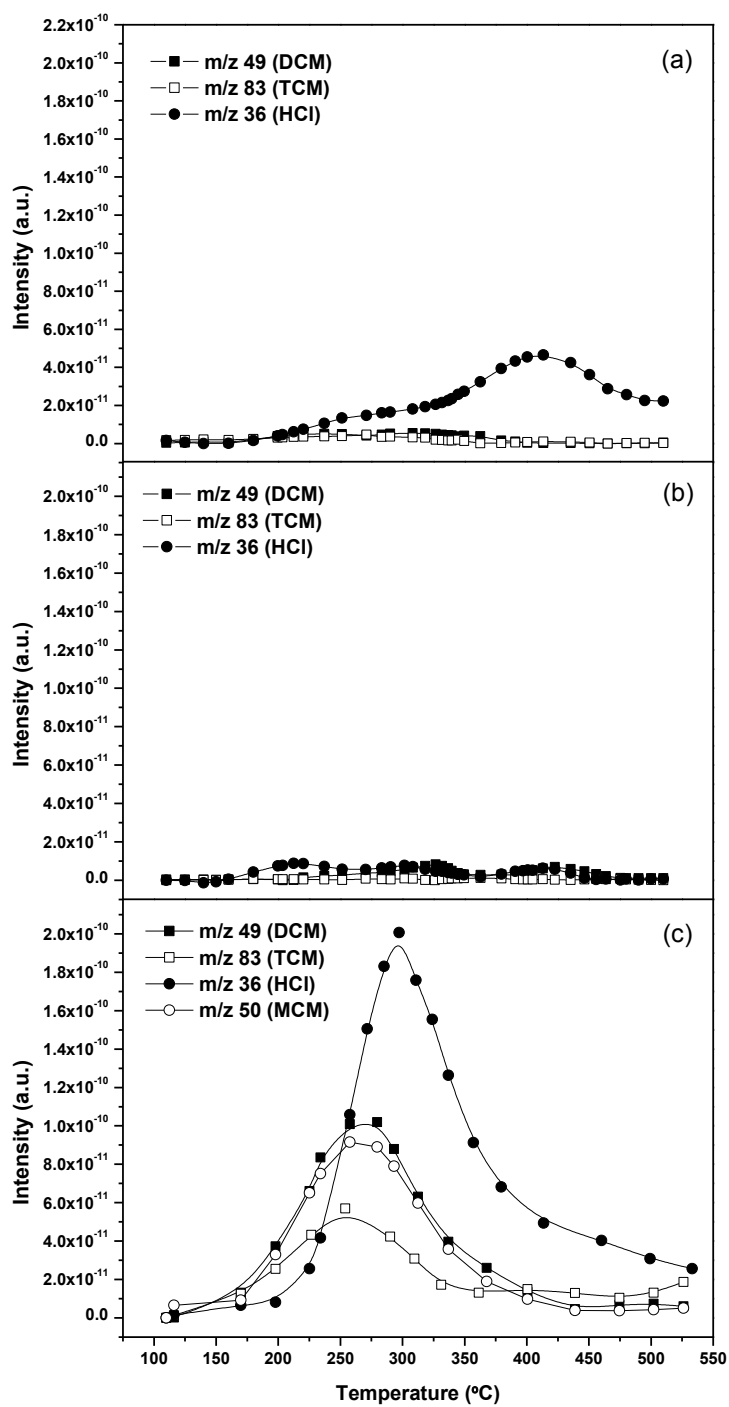 2.2x10⁻¹⁰
2.0x10⁻¹⁰
1.8x10⁻¹⁰
1.6x10⁻¹⁰
1.4x10⁻¹⁰
1.2x10⁻¹⁰
1.0x10⁻¹⁰
8.0x10⁻¹¹
6.0x10⁻¹¹
4.0x10⁻¹¹
2.0x10⁻¹¹
0.0
Intensity (a.u.)
m/z 49 (DCM)
m/z 83 (TCM)
m/z 36 (HCl)
(a)
2.0x10⁻¹⁰
1.8x10⁻¹⁰
1.6x10⁻¹⁰
1.4x10⁻¹⁰
1.2x10⁻¹⁰
1.0x10⁻¹⁰
8.0x10⁻¹¹
6.0x10⁻¹¹
4.0x10⁻¹¹
2.0x10⁻¹¹
0.0
Intensity (a.u.)
m/z 49 (DCM)
m/z 83 (TCM)
m/z 36 (HCl)
(b)
2.0x10⁻¹⁰
1.8x10⁻¹⁰
1.6x10⁻¹⁰
1.4x10⁻¹⁰
1.2x10⁻¹⁰
1.0x10⁻¹⁰
8.0x10⁻¹¹
6.0x10⁻¹¹
4.0x10⁻¹¹
2.0x10⁻¹¹
0.0
Intensity (a.u.)
m/z 49 (DCM)
m/z 83 (TCM)
m/z 36 (HCl)
m/z 50 (MCM)
(c)
100 150 200 250 300 350 400 450 500 550
Temperature (ºC)